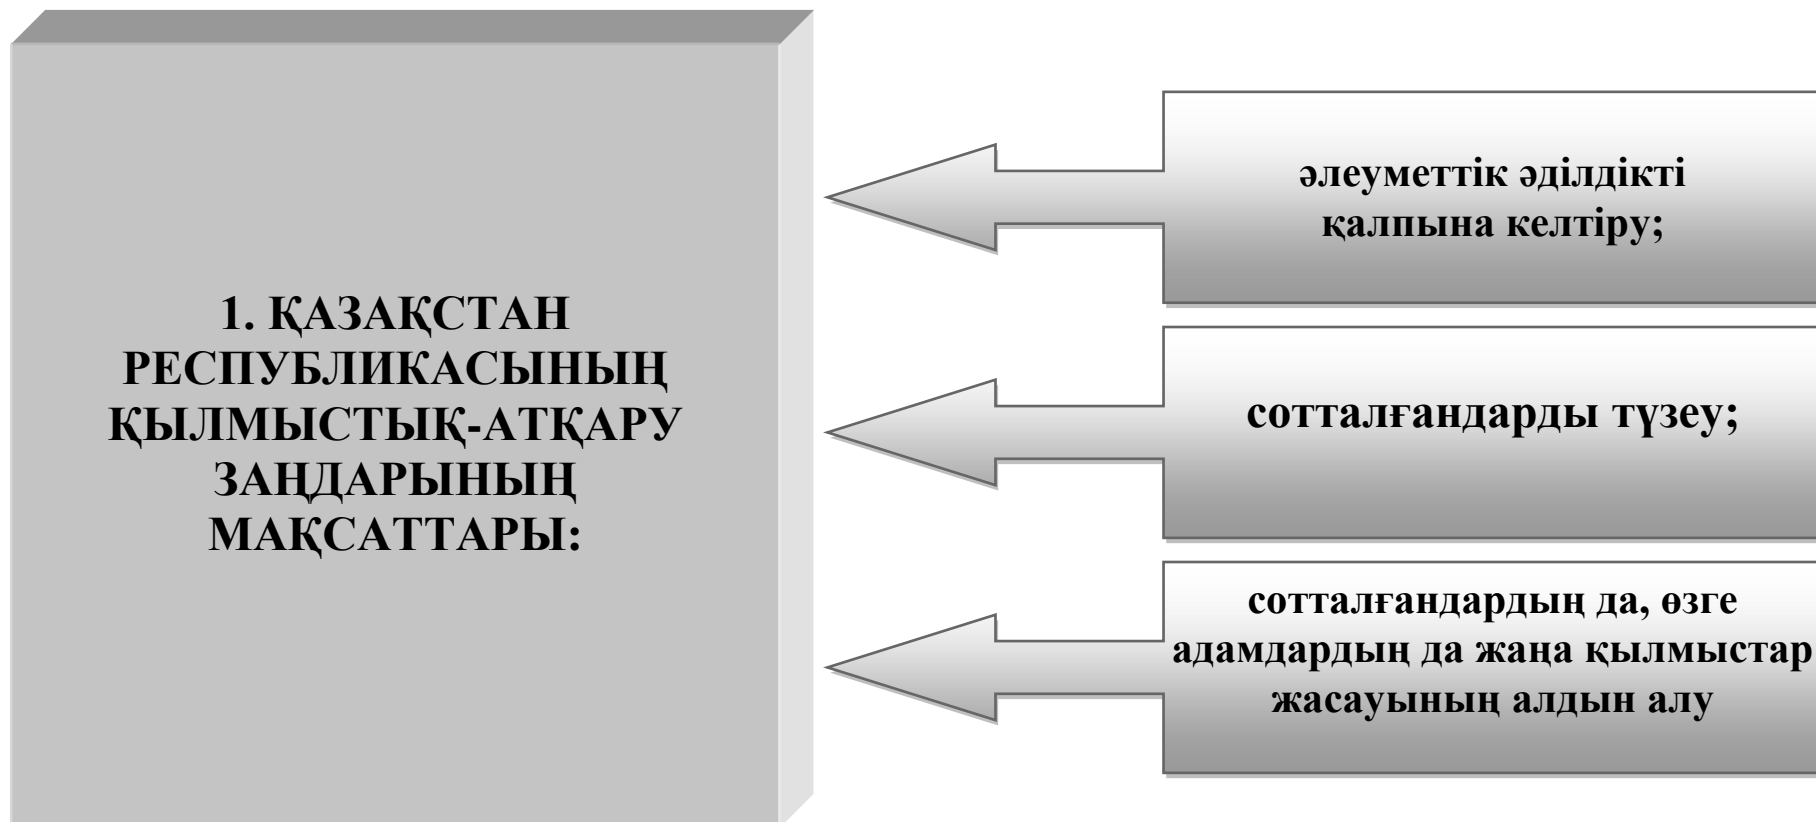 1. ҚАЗАҚСТАН
РЕСПУБЛИКАСЫНЫҢ
ҚЫЛМЫСТЫҚ-АТҚАРУ
ЗАҢДАРЫНЫҢ
МАҚСАТТАРЫ:
әлеуметтік әділдікті
қалпына келтіру;
сотталғандарды түзеу;
сотталғандардың да, өзге
адамдардың да жаңа қылмыстар
жасауының алдын алу